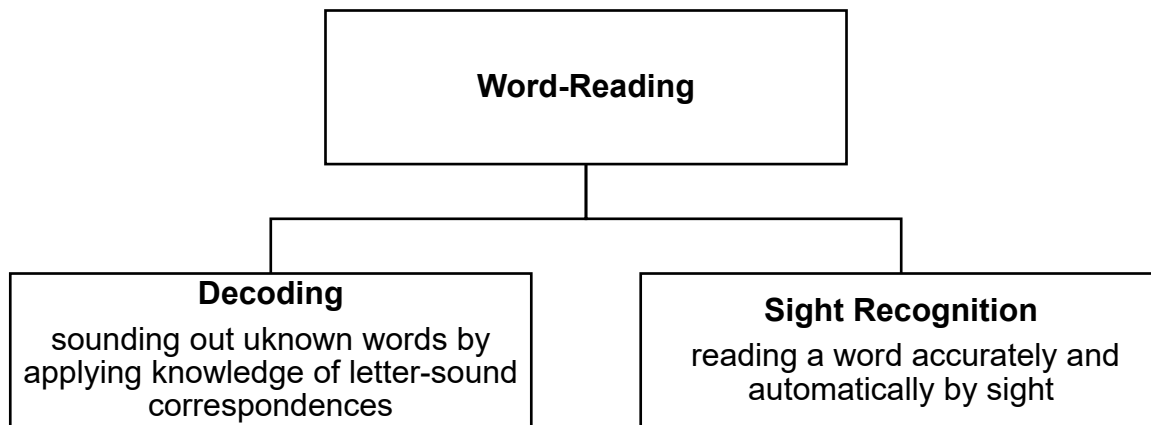 Word-Reading
Decoding
sounding out uknown words by
applying knowledge of letter-sound
correspondences
Sight Recognition
reading a word accurately and
automatically by sight